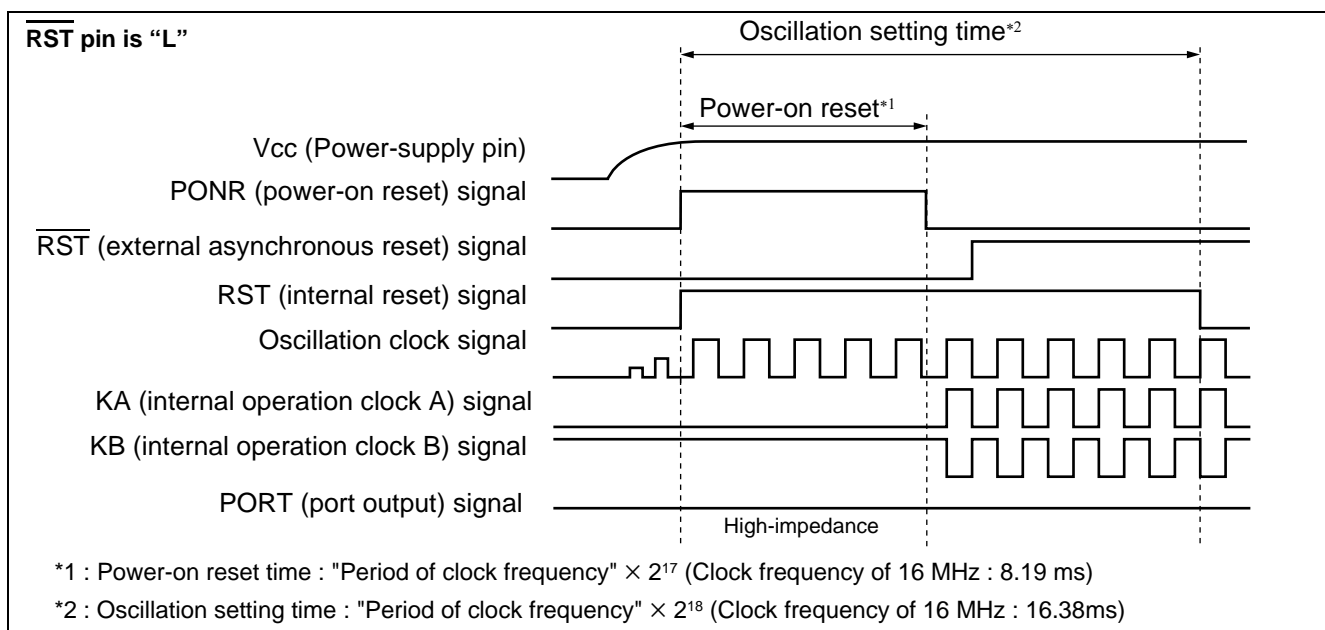 RST pin is “L”
Oscillation setting time*2
Power-on reset*1
Vcc (Power-supply pin)
PONR (power-on reset) signal
RST (external asynchronous reset) signal
RST (internal reset) signal
Oscillation clock signal
KA (internal operation clock A) signal
KB (internal operation clock B) signal
PORT (port output) signal
High-impedance
*1 : Power-on reset time : "Period of clock frequency" × 2¹⁷ (Clock frequency of 16 MHz : 8.19 ms)
*2 : Oscillation setting time : "Period of clock frequency" × 2¹⁸ (Clock frequency of 16 MHz : 16.38ms)